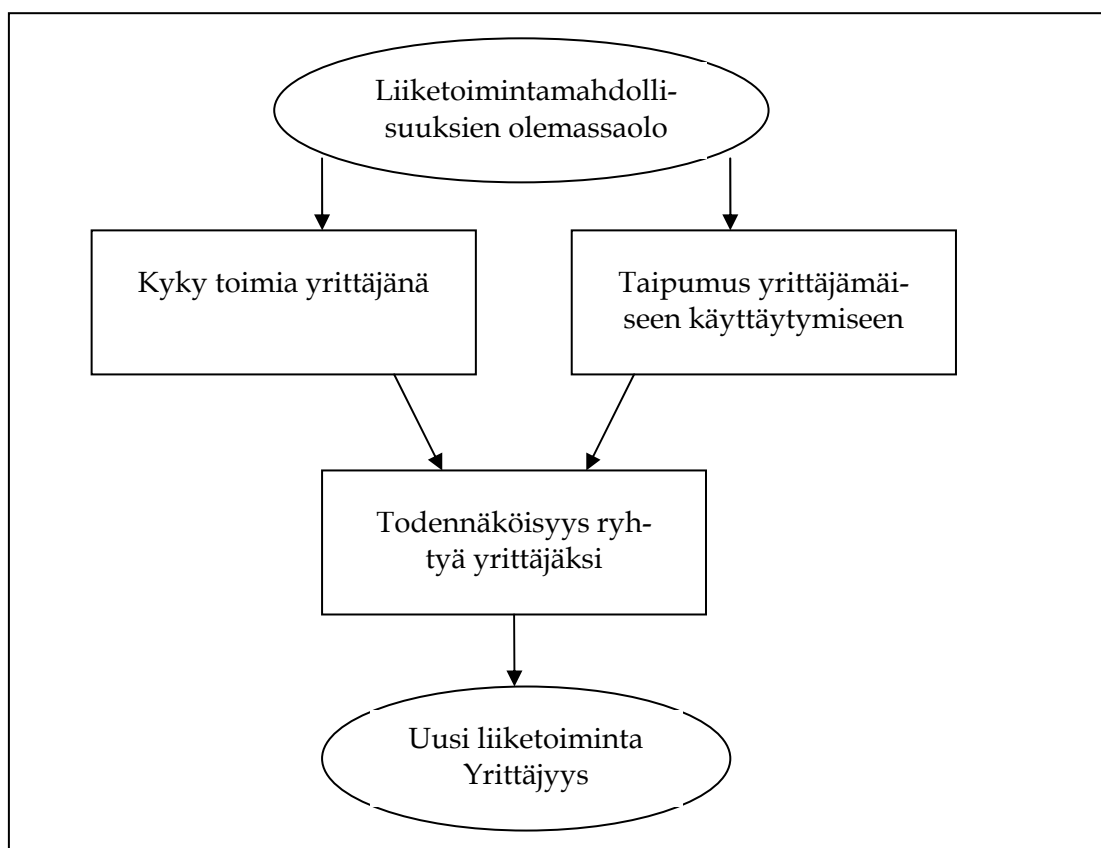 Liiketoimintamahdolli-
suuksien olemassaolo
Kyky toimia yrittäjänä
Taipumus yrittäjämäi-
seen käyttäytymiseen
Todennäköisyys ryh-
tyä yrittäjäksi
Uusi liiketoiminta
Yrittäjyys